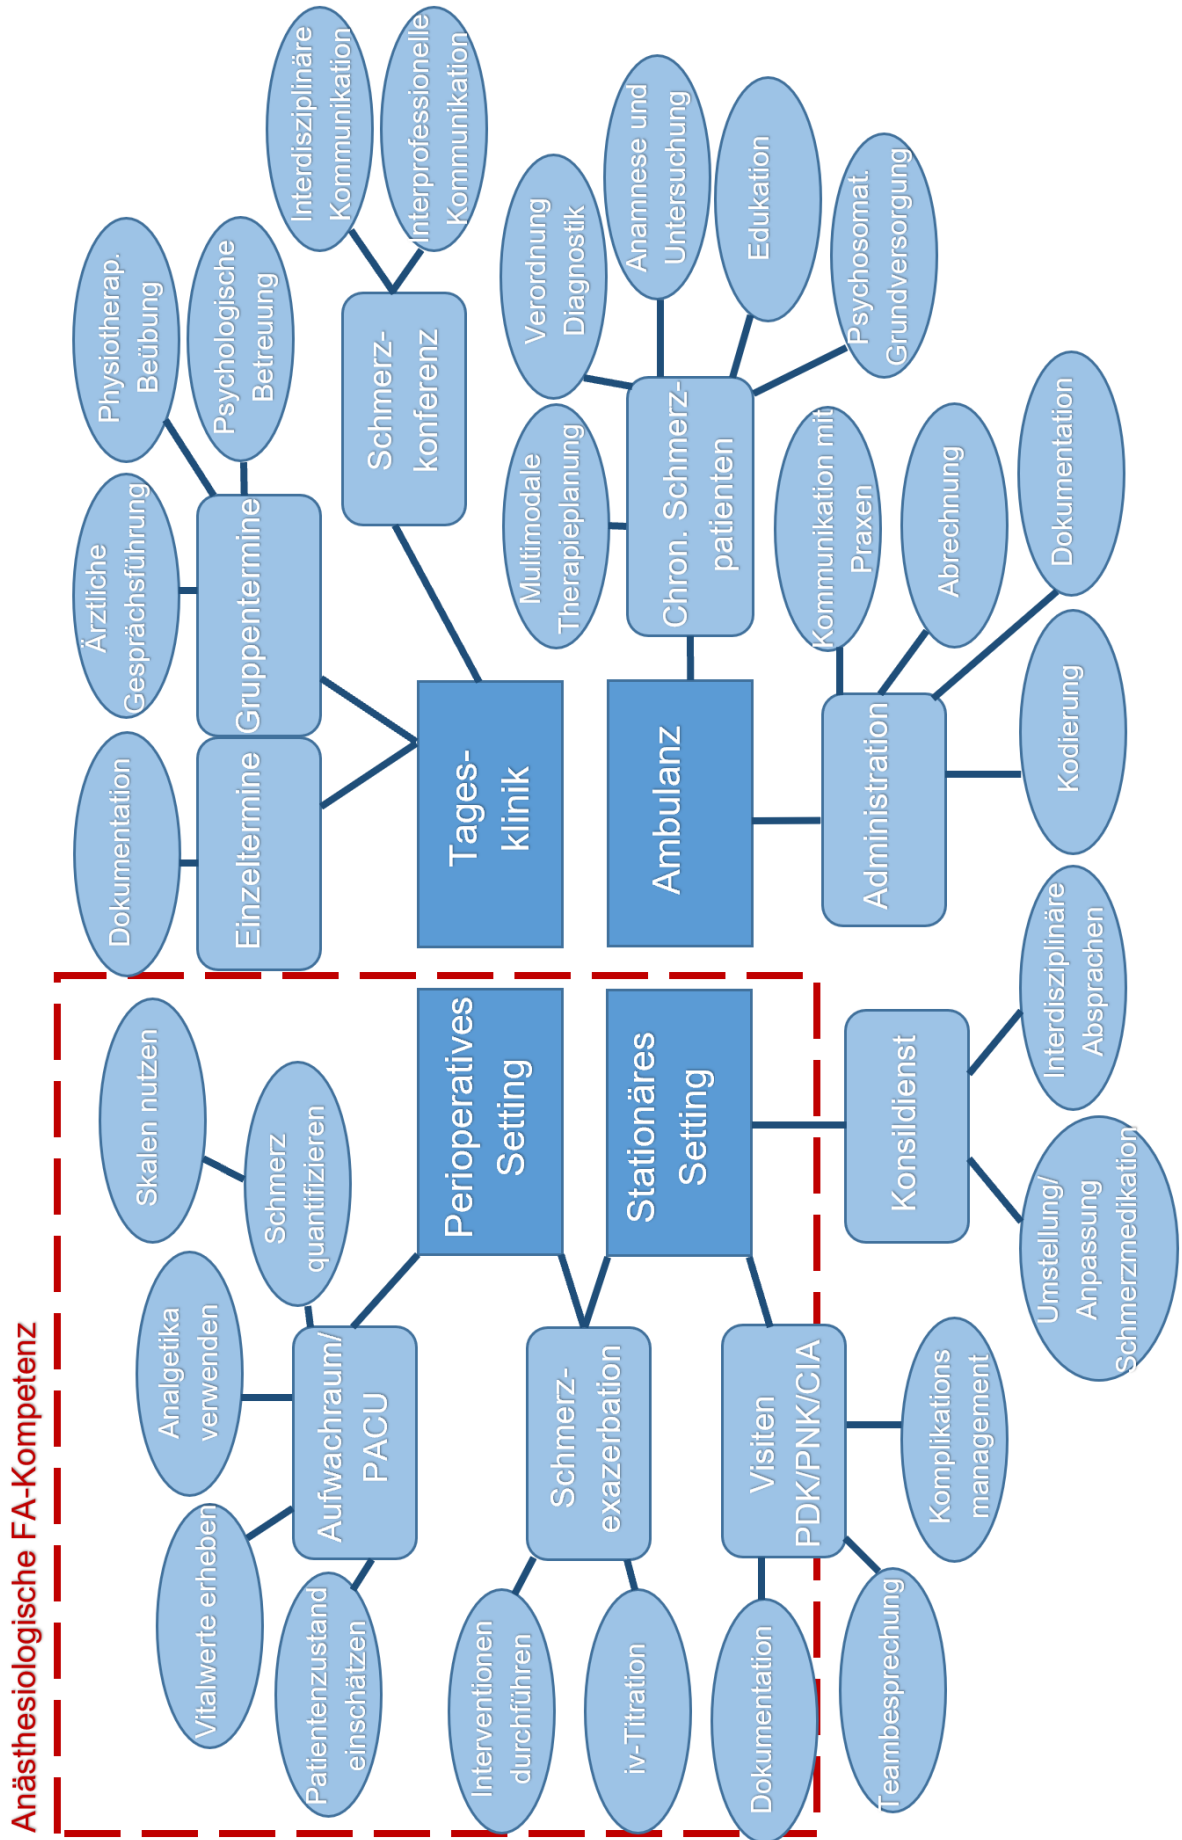 Anästhesiologische FA-Kompetenz
Vitalwerte erheben
Patientenzustand
einschätzen
Analgetika
verwenden
Skalen nutzen
Schmerz
quantifizieren
Aufwachraum/
PACU
Perioperatives
Setting
Interventionen
durchführen
iv-Titration
Schmerz-
exazerbation
Stationäres
Setting
Dokumentation
Visiten
PDK/PNK/CIA
Teambesprechung
Komplikations
management
Konsildienst
Umstellung/
Anpassung
Schmerzmedikation
Interdisziplinäre
Absprachen
Dokumentation
Ärztliche
Gesprächsführung
Physiotherap.
Beübung
Psychologische
Betreuung
Einzeltermine
Gruppentermine
Interdisziplinäre
Kommunikation
Interprofessionelle
Kommunikation
Schmerz-
konferenz
Tages-
klinik
Multimodale
Therapieplanung
Verordnung
Diagnostik
Anamnese und
Untersuchung
Edukation
Psychosomat.
Grundversorgung
Chron. Schmerz-
patienten
Ambulanz
Administration
Kommunikation mit
Praxen
Abrechnung
Dokumentation
Kodierung